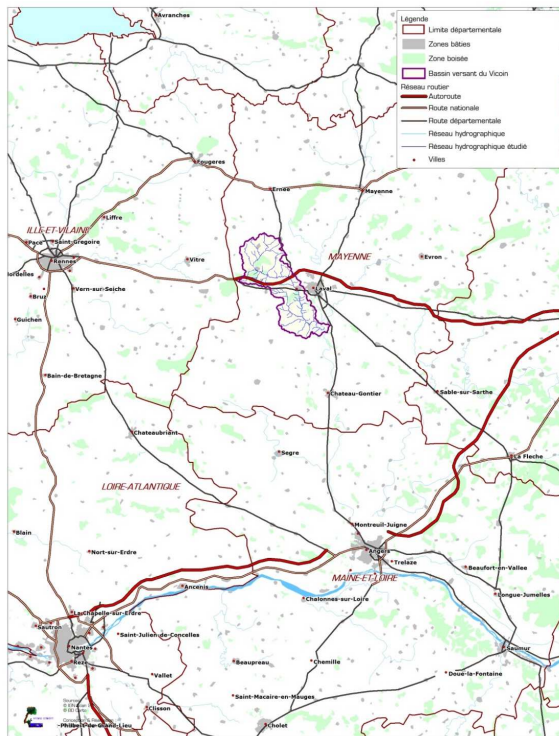 Légende
Limite départementale
Zones bâties
Zone boisée
Bassin versant du Vicoin
Réseau routier
Autoroute
Route nationale
Route départementale
Réseau hydrographique
Réseau hydrographique étudié
Villes
Avranches
Fougeres
Ernee
Mayenne
Liffre
ILLE-ET-VILAINE
Pace
Saint-Gregoire
Rennes
Vitre
MAYENNE
Evron
Vern-sur-Seiche
Laval
Bruz
Guichen
Bain-de-Bretagne
Chateau-Gontier
Sable-sur-Sarthe
Chateaubriant
Segre
La Fleche
LOIRE-ATLANTIQUE
Montreuil-Juigne
Blain
Nort-sur-Erdre
Angers
Trelaze
Beaufort-en-Vallee
MAINE-ET-LOIRE
Ancenis
Chalonnes-sur-Loire
Longue-Jumelles
La Chapelle-sur-Erdre
Sautron
Saint-Julien-de-Concelles
Nantes
Saumur
Beaupreau
Chemille
Vallet
Doue-la-Fontaine
Saint-Macaire-en-Mauges
Clisson
Cholet